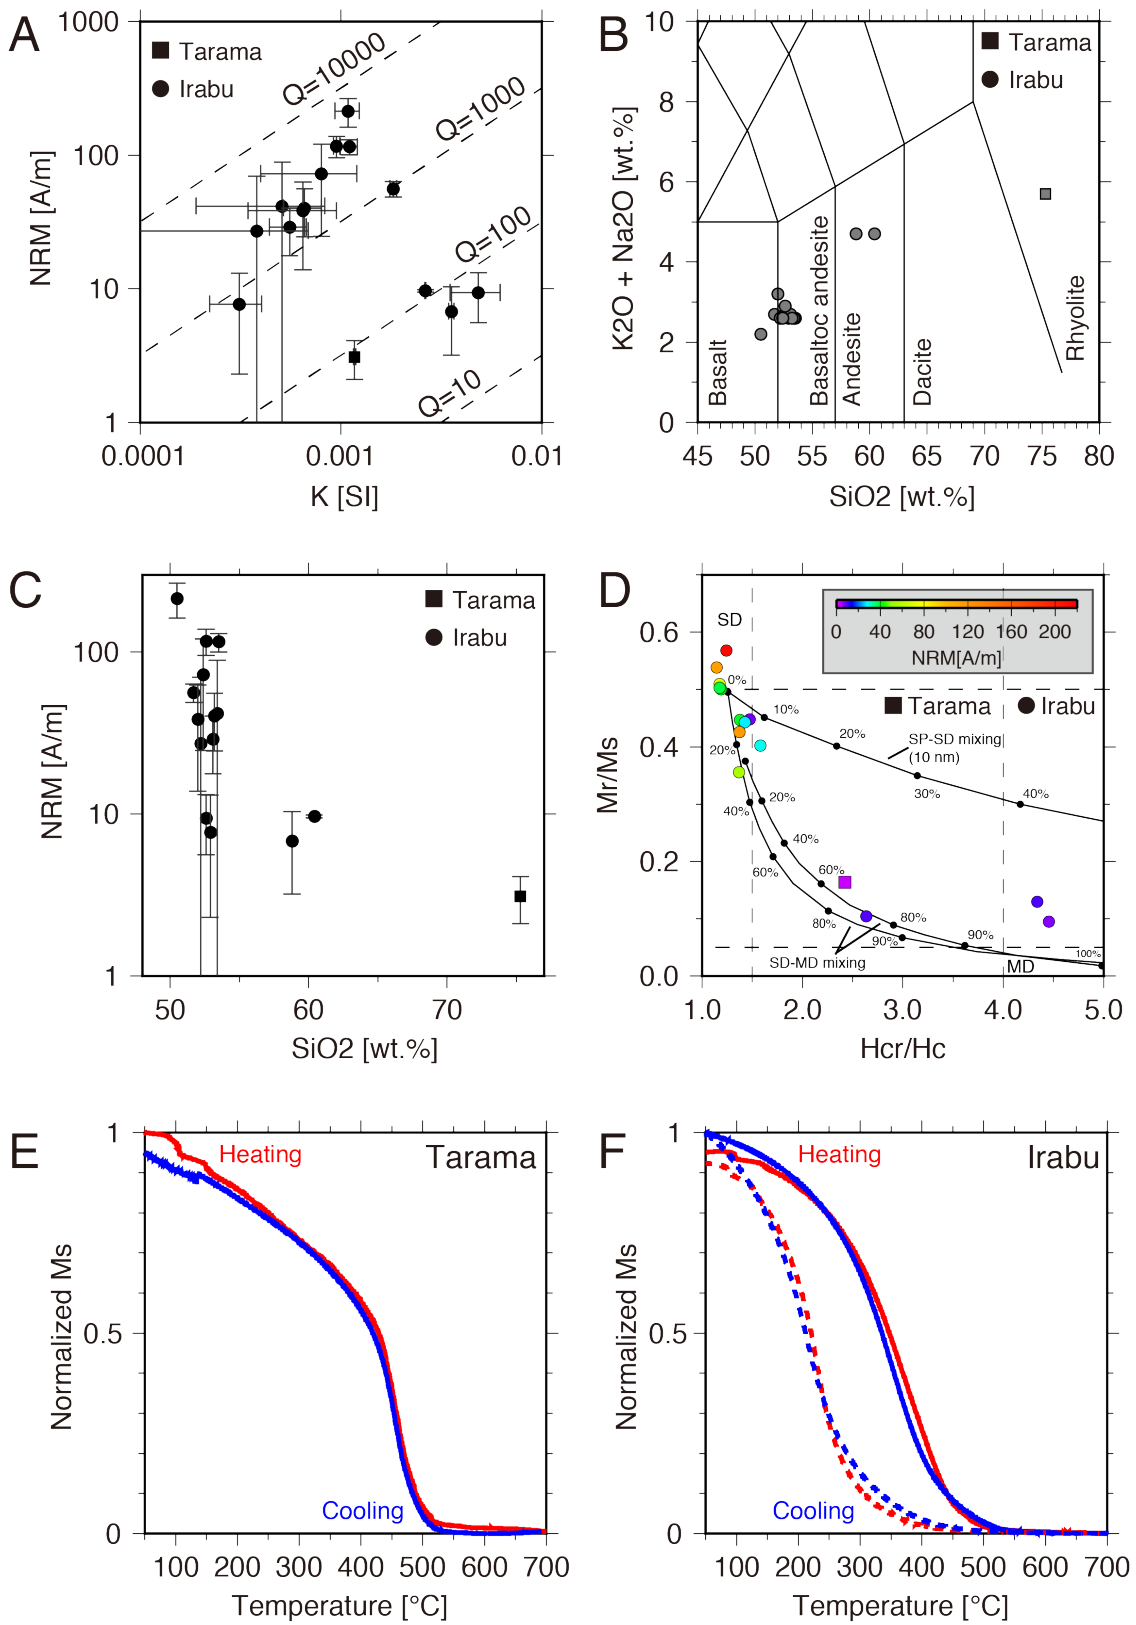 A
1000
100
10
1
NRM [A/m]
Tarama
Irabu
Q=10000
Q=1000
Q=100
Q=10
0.0001
0.001
0.01
K [SI]
B
10
8
6
4
2
0
K2O + Na2O [wt.%]
Tarama
Irabu
Basalt
Basaltoc andesite
Andesite
Dacite
Rhyolite
45
50
55
60
65
70
75
80
SiO2 [wt.%]
C
100
10
1
NRM [A/m]
Tarama
Irabu
50
60
70
SiO2 [wt.%]
D
0.6
0.4
0.2
0.0
Mr/Ms
SD
0
40
80
120
160
200
NRM[A/m]
Tarama
Irabu
0%
10%
20%
30%
40%
SP-SD mixing
(10 nm)
20%
40%
60%
80%
90%
20%
40%
60%
80%
90%
100%
SD-MD mixing
MD
1.0
2.0
3.0
4.0
5.0
Hcr/Hc
E
1
0.5
0
Normalized Ms
Heating
Tarama
Cooling
100
200
300
400
500
600
700
Temperature [°C]
F
1
0.5
0
Normalized Ms
Heating
Irabu
Cooling
100
200
300
400
500
600
700
Temperature [°C]